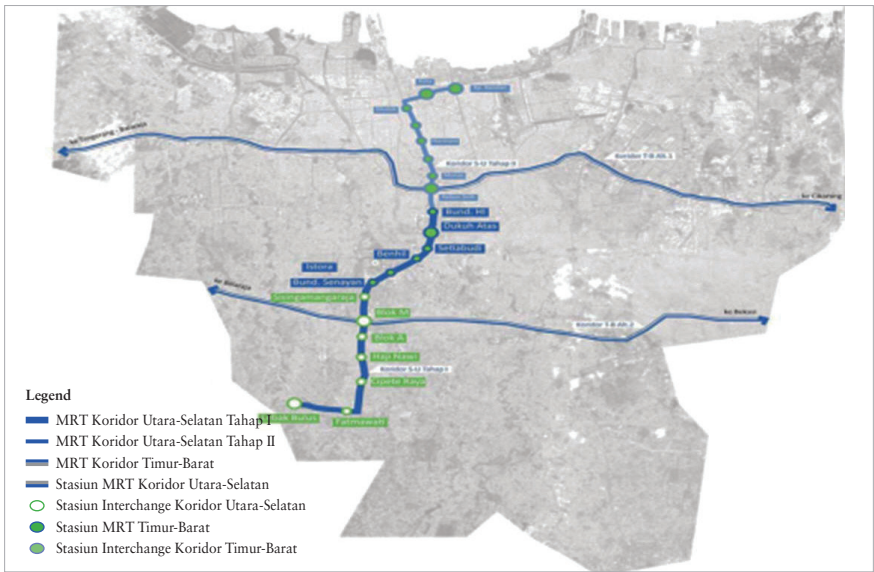 ke Tangerang - Balaraja
Koridor S-U Tahap II
Koridor T-B Alt.1
ke Cikarang
Bund. HI
Dukuh Atas
Setiabudi
Benhil
Istora
Bund. Senayan
Sisingamangaraja
ke Balaraja
Blok M
ke Bekasi
Koridor T-B Alt.2
Blok A
Haji Nawi
Koridor S-U Tahap I
Cipete Raya
Lebak Bulus
Fatmawati
Legend
MRT Koridor Utara-Selatan Tahap I
MRT Koridor Utara-Selatan Tahap II
MRT Koridor Timur-Barat
Stasiun MRT Koridor Utara-Selatan
Stasiun Interchange Koridor Utara-Selatan
Stasiun MRT Timur-Barat
Stasiun Interchange Koridor Timur-Barat